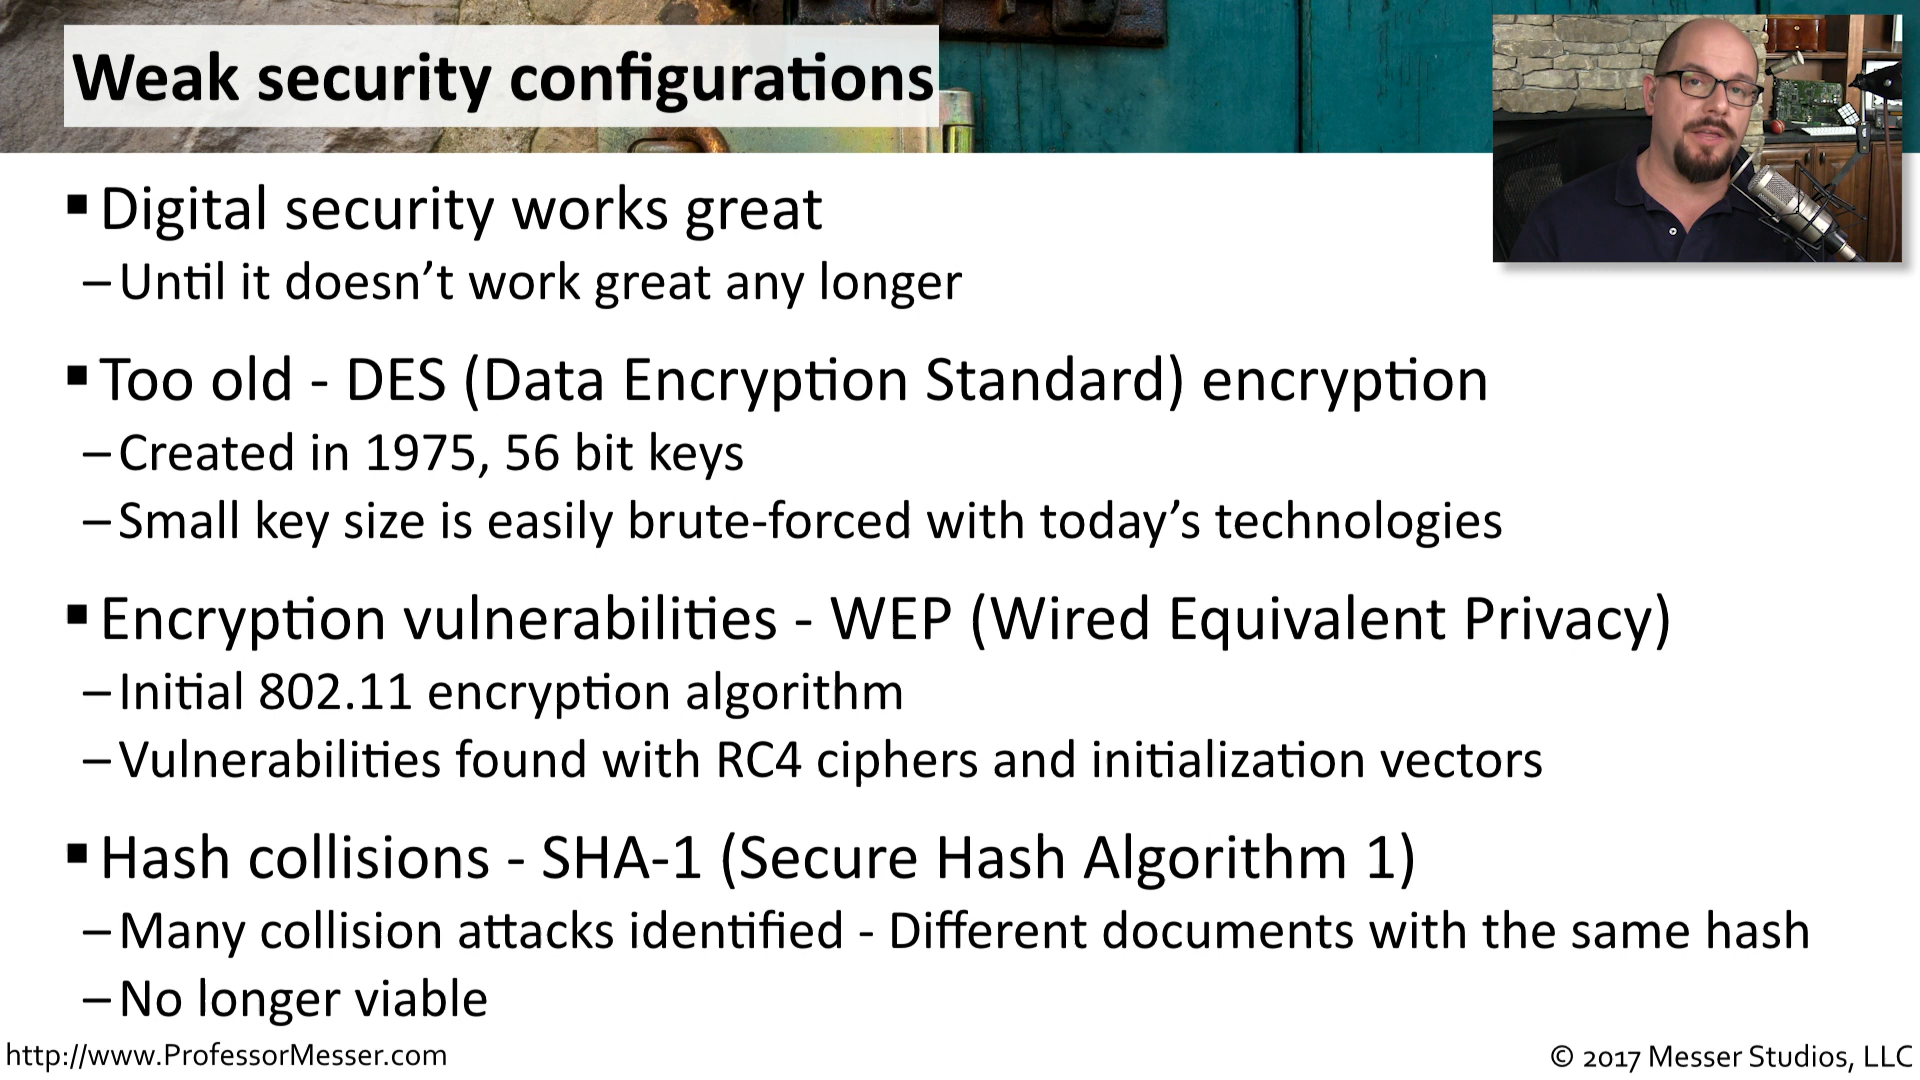 Weak security configurations
▪ Digital security works great
– Until it doesn’t work great any longer
▪ Too old - DES (Data Encryption Standard) encryption
– Created in 1975, 56 bit keys
– Small key size is easily brute-forced with today’s technologies
▪ Encryption vulnerabilities - WEP (Wired Equivalent Privacy)
– Initial 802.11 encryption algorithm
– Vulnerabilities found with RC4 ciphers and initialization vectors
▪ Hash collisions - SHA-1 (Secure Hash Algorithm 1)
– Many collision attacks identified - Different documents with the same hash
– No longer viable
http://www.ProfessorMesser.com
© 2017 Messer Studios, LLC